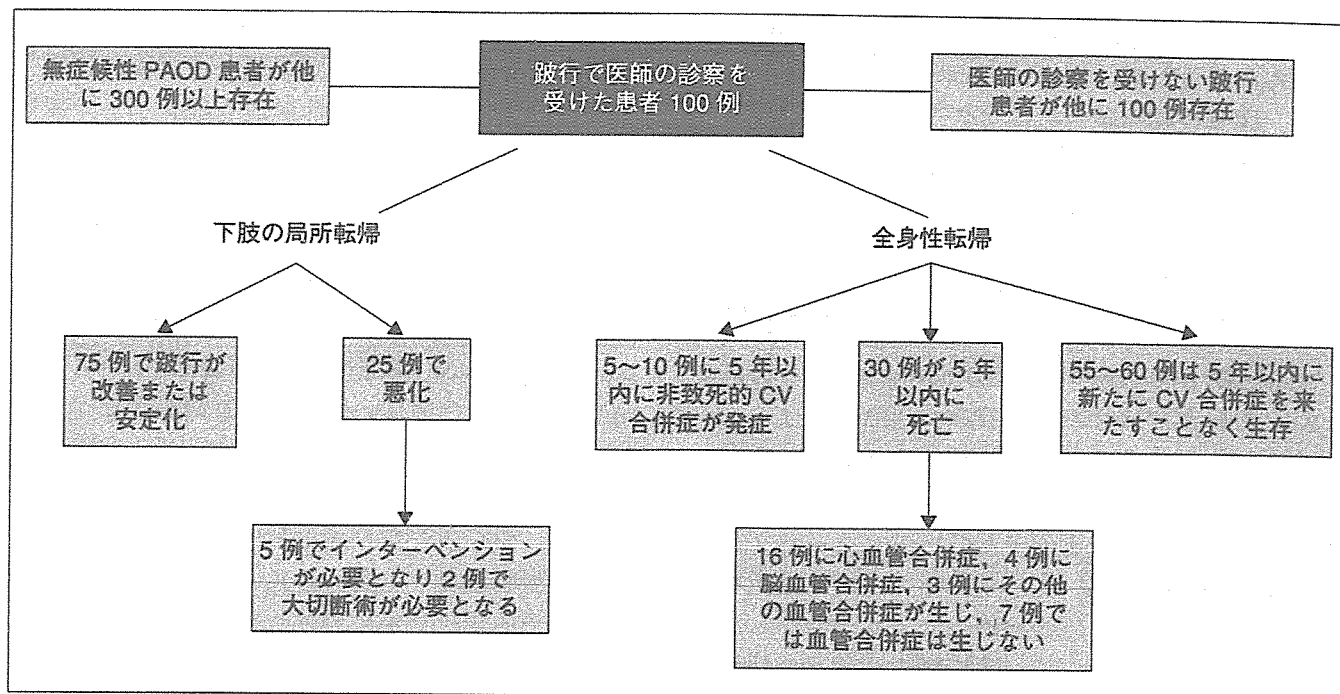 無症候性 PAOD 患者が他
に 300 例以上存在
跛行で医師の診察を
受けた患者 100 例
医師の診察を受けない跛行
患者が他に 100 例存在
下肢の局所転帰
全身性転帰
75 例で跛行が
改善または
安定化
25 例で
悪化
5〜10 例に 5 年以
内に非致死的 CV
合併症が発症
30 例が 5 年
以内に
死亡
55〜60 例は 5 年以内に
新たに CV 合併症を来
たすことなく生存
5 例でインターベンション
が必要となり 2 例で
大切断術が必要となる
16 例に心血管合併症，4 例に
脳血管合併症，3 例にその他
の血管合併症が生じ，7 例で
は血管合併症は生じない